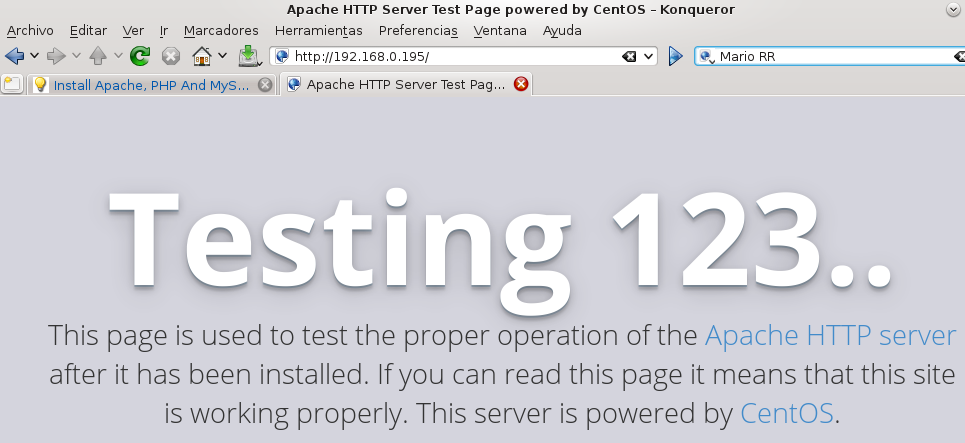 Apache HTTP Server Test Page powered by CentOS – Konqueror
Archivo Editar Ver Ir Marcadores Herramientas Preferencias Ventana Ayuda
http://192.168.0.195/ Mario RR
Install Apache, PHP And MyS... Apache HTTP Server Test Pag...
Testing 123..
This page is used to test the proper operation of the Apache HTTP server
after it has been installed. If you can read this page it means that this site
is working properly. This server is powered by CentOS.